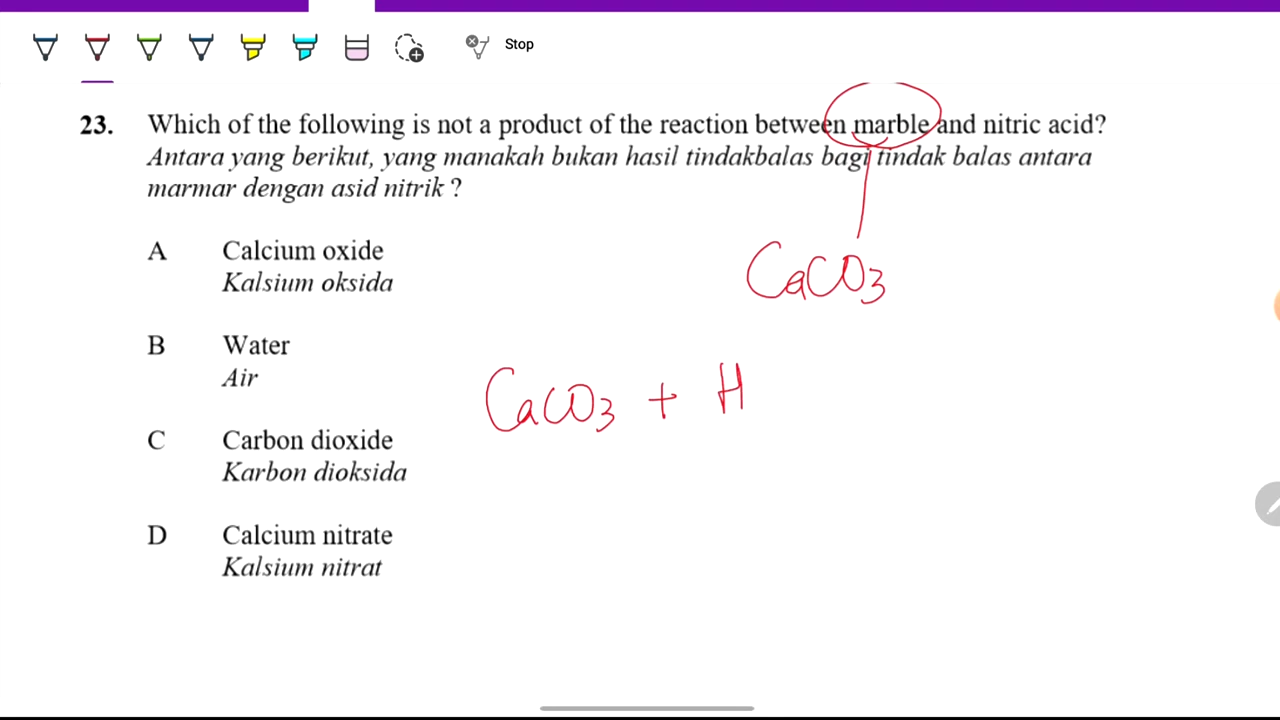 Stop
23. Which of the following is not a product of the reaction between marble and nitric acid?
Antara yang berikut, yang manakah bukan hasil tindakbalas bagi tindak balas antara
marmar dengan asid nitrik ?
A Calcium oxide
Kalsium oksida
CaCO3
B Water
Air
CaCO3 + H
C Carbon dioxide
Karbon dioksida
D Calcium nitrate
Kalsium nitrat